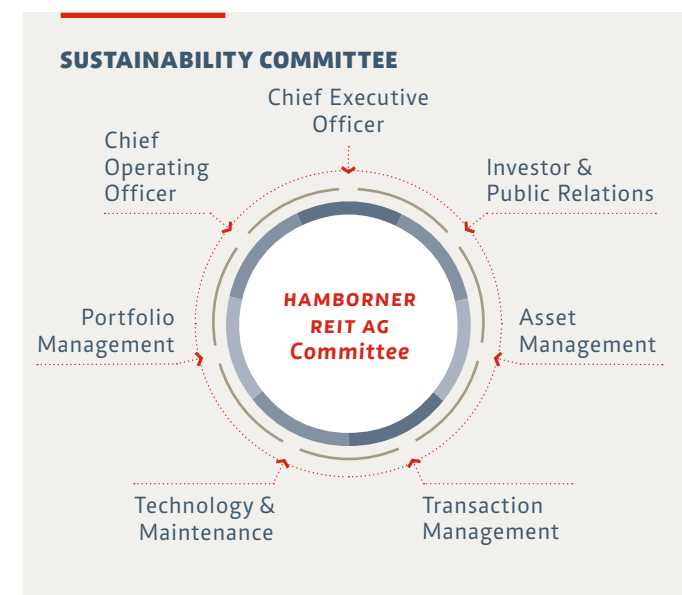 SUSTAINABILITY COMMITTEE
Chief Executive
Officer
Chief
Operating
Officer
Investor &
Public Relations
HAMBORNER
REIT AG
Committee
Portfolio
Management
Asset
Management
Technology &
Maintenance
Transaction
Management